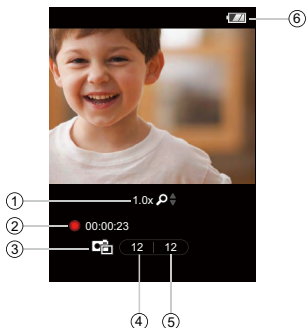 ⑥
① 1.0x
② 00:00:23
③ 12 | 12
④ ⑤